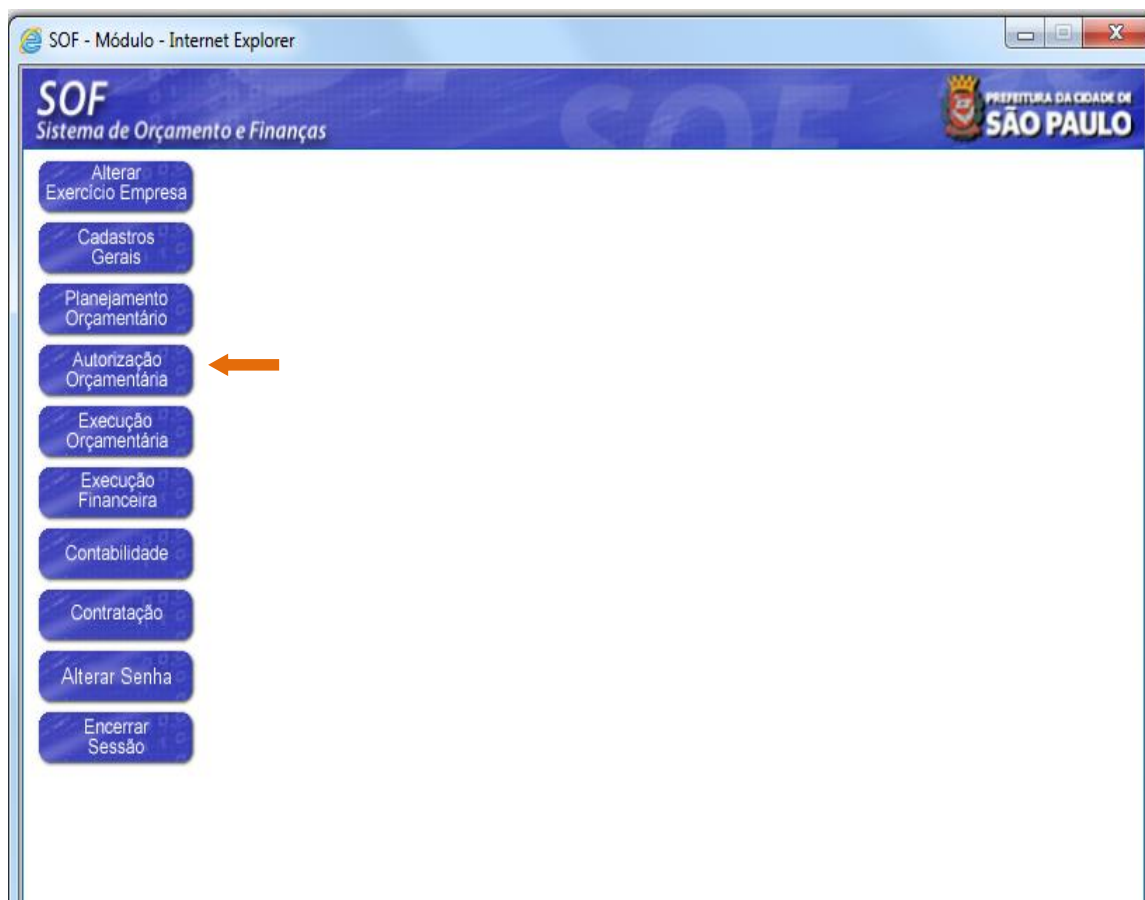 SOF - Módulo - Internet Explorer
SOF
Sistema de Orçamento e Finanças
SOF
PREFEITURA DA CIDADE DE
SÃO PAULO
Alterar
Exercício Empresa
Cadastros
Gerais
Planejamento
Orçamentário
Autorização
Orçamentária
Execução
Orçamentária
Execução
Financeira
Contabilidade
Contratação
Alterar Senha
Encerrar
Sessão